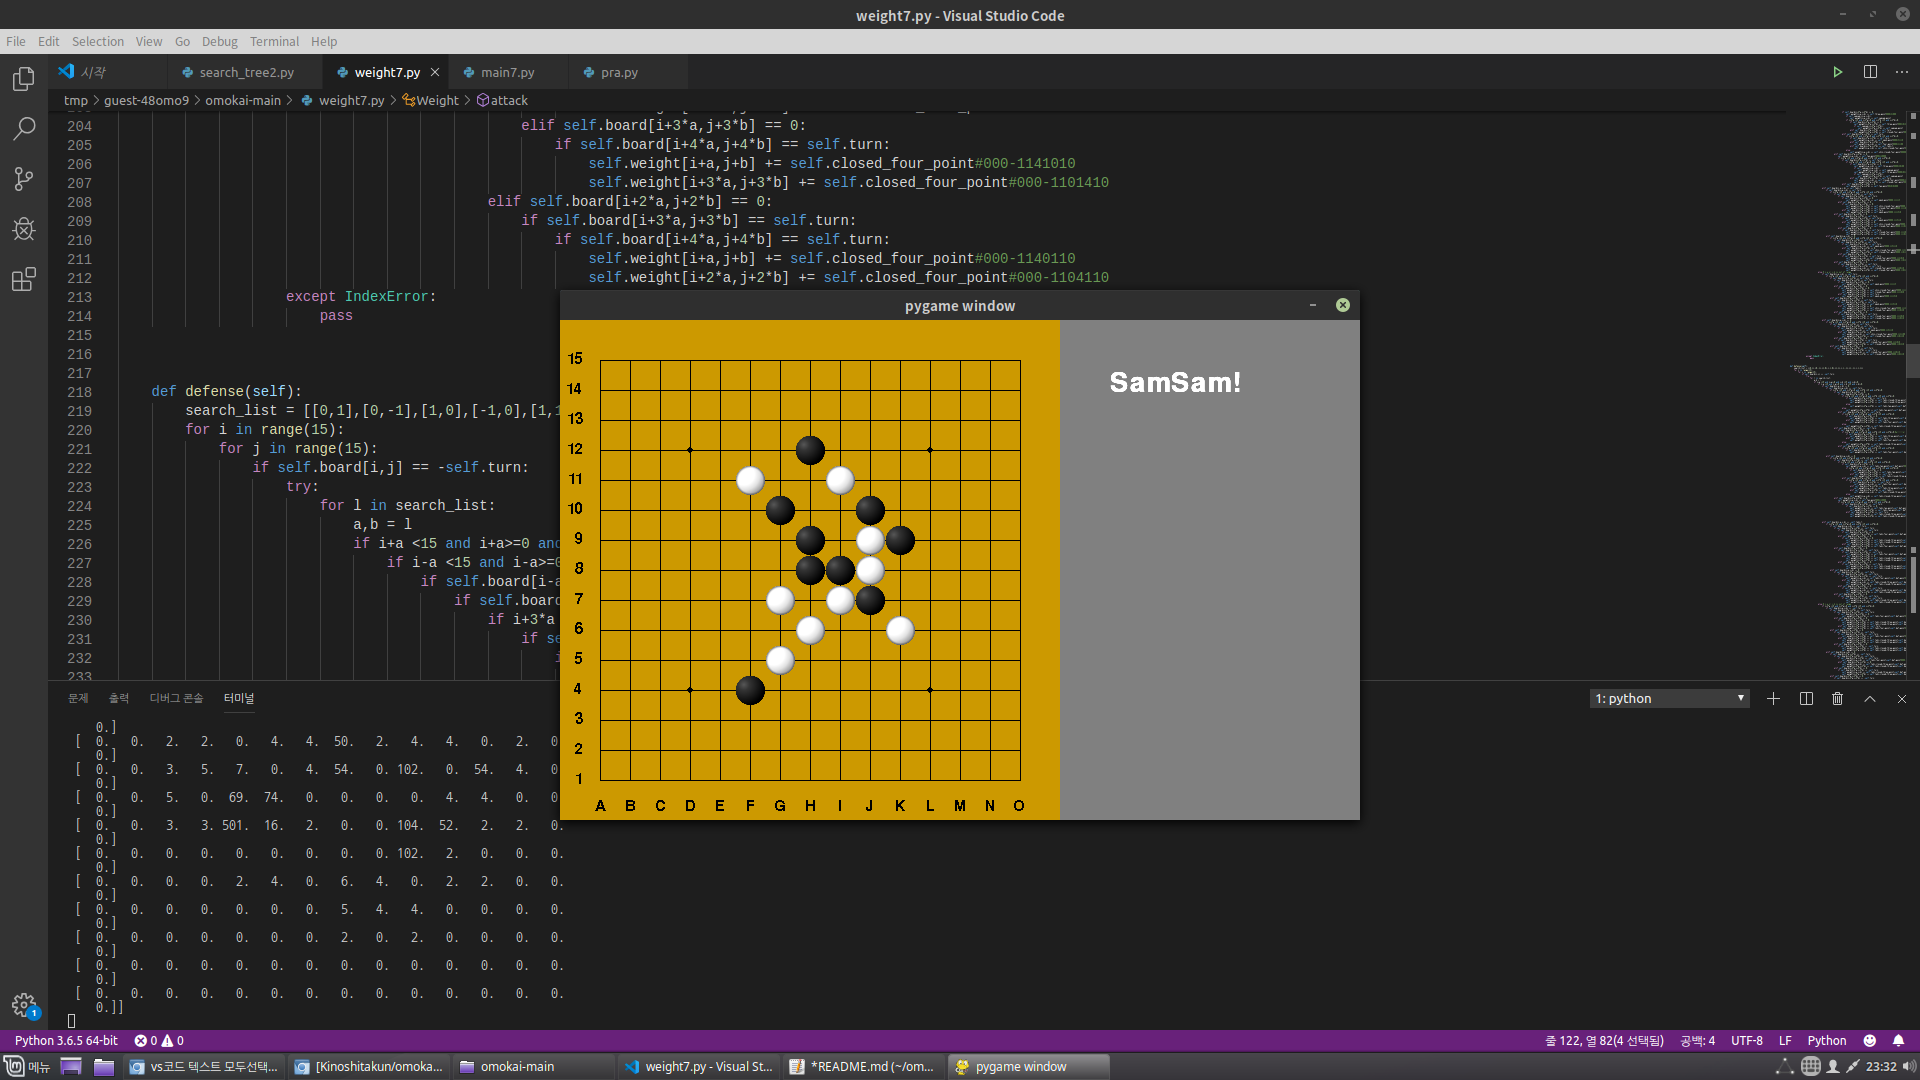 weight7.py - Visual Studio Code
File Edit Selection View Go Debug Terminal Help
시작 search_tree2.py weight7.py main7.py pra.py
tmp > guest-48omo9 > omokai-main > weight7.py > Weight > attack
204 elif self.board[i+3*a,j+3*b] == 0:
205 if self.board[i+4*a,j+4*b] == self.turn:
206 self.weight[i+a,j+b] += self.closed_four_point#000-1141010
207 self.weight[i+3*a,j+3*b] += self.closed_four_point#000-1101410
208 elif self.board[i+2*a,j+2*b] == 0:
209 if self.board[i+3*a,j+3*b] == self.turn:
210 if self.board[i+4*a,j+4*b] == self.turn:
211 self.weight[i+a,j+b] += self.closed_four_point#000-1140110
212 self.weight[i+2*a,j+2*b] += self.closed_four_point#000-1104110
213 except IndexError:
214 pass
215
216
217
218 def defense(self):
219 search_list = [[0,1],[0,-1],[1,0],[-1,0],[1,1
220 for i in range(15):
221 for j in range(15):
222 if self.board[i,j] == -self.turn:
223 try:
224 for l in search_list:
225 a,b = l
226 if i+a <15 and i+a>=0 and
227 if i-a <15 and i-a>=0
228 if self.board[i-a
229 if self.board
230 if i+3*a
231 if se
232
233
pygame window
SamSam!
15
14
13
12
11
10
9
8
7
6
5
4
3
2
1
A B C D E F G H I J K L M N O
문제 출력 디버그 콘솔 터미널 1: python
0.]
[ 0. 0. 2. 2. 0. 4. 4. 50. 2. 4. 4. 0. 2. 0
0.]
[ 0. 0. 3. 5. 7. 0. 4. 54. 0. 102. 0. 54. 4. 0
0.]
[ 0. 5. 0. 69. 74. 0. 0. 0. 0. 4. 4. 0. 0
0.]
[ 0. 0. 3. 3. 501. 16. 2. 0. 0. 104. 52. 2. 2. 0.
0.]
[ 0. 0. 0. 0. 0. 0. 0. 0. 0. 102. 2. 0. 0. 0.
0.]
[ 0. 0. 0. 0. 2. 4. 0. 6. 4. 0. 2. 2. 0. 0.
0.]
[ 0. 0. 0. 0. 0. 0. 0. 5. 4. 4. 0. 0. 0. 0.
0.]
[ 0. 0. 0. 0. 0. 0. 0. 2. 0. 2. 0. 0. 0. 0.
0.]
[ 0. 0. 0. 0. 0. 0. 0. 0. 0. 0. 0. 0. 0. 0.
0.]
[ 0. 0. 0. 0. 0. 0. 0. 0. 0. 0. 0. 0. 0. 0.
0.]]
Python 3.6.5 64-bit 0 0 줄 122, 열 82(4 선택됨) 공백: 4 UTF-8 LF Python
메뉴 vs코드 텍스트 모두선택... [Kinoshitakun/omoka... omokai-main weight7.py - Visual St... *README.md (~/om... pygame window 23:32